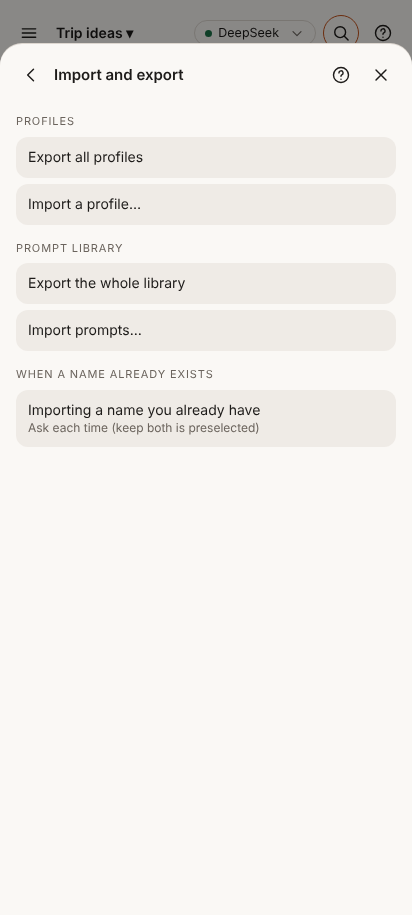 Trip ideas ▾
DeepSeek
Import and export
PROFILES
Export all profiles
Import a profile...
PROMPT LIBRARY
Export the whole library
Import prompts...
WHEN A NAME ALREADY EXISTS
Importing a name you already have
Ask each time (keep both is preselected)